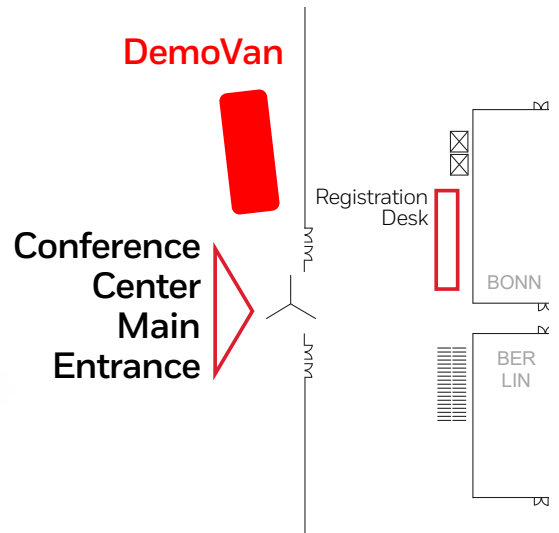 DemoVan
Registration
Desk
Conference
Center
Main
Entrance
BONN
BER
LIN